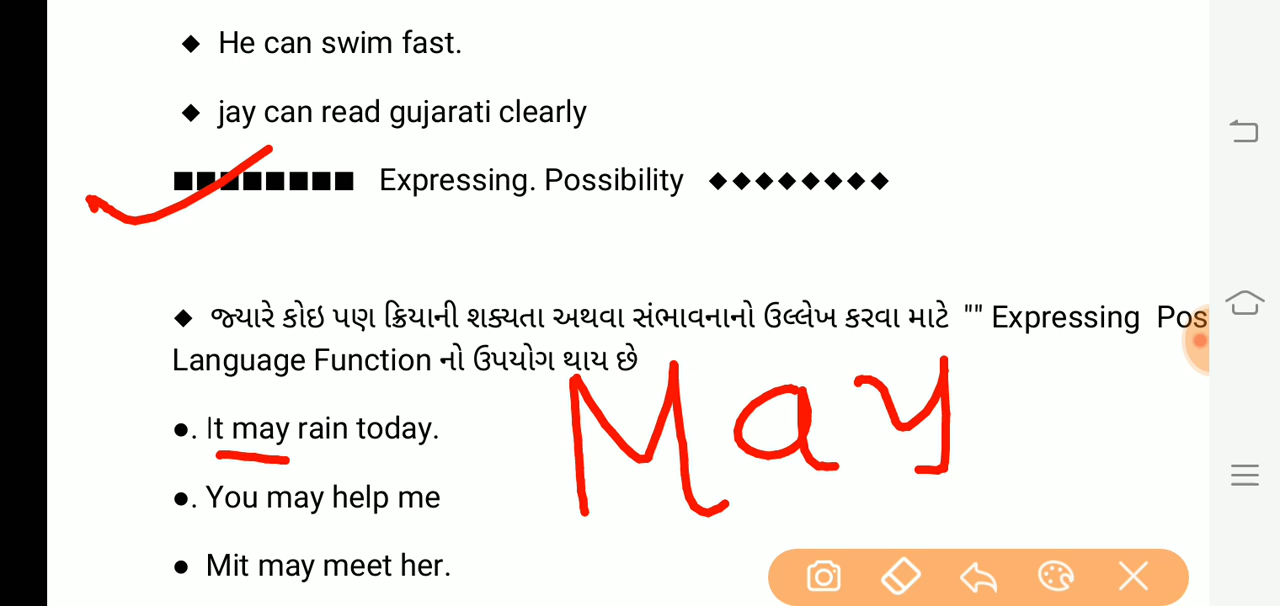 ◆ He can swim fast.
◆ jay can read gujarati clearly
■■■■■■■■ Expressing. Possibility ◆◆◆◆◆◆◆◆
◆ જ્યારે કોઇ પણ ક્રિયાની શક્યતા અથવા સંભાવનાનો ઉલ્લેખ કરવા માટે "" Expressing Pos
Language Function નો ઉપયોગ થાય છે
May
●. It may rain today.
●. You may help me
● Mit may meet her.